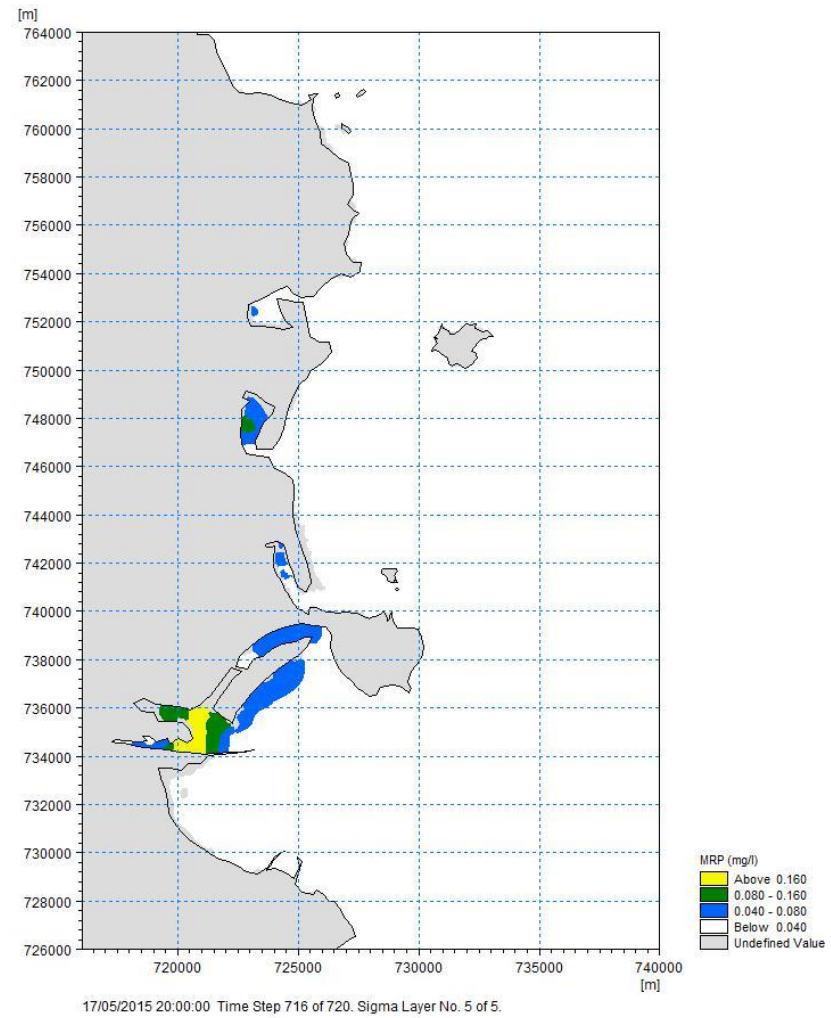 [m]
764000
762000
760000
758000
756000
754000
752000
750000
748000
746000
744000
742000
740000
738000
736000
734000
732000
730000
728000
726000
720000 725000 730000 735000 740000
[m]
MRP (mg/l)
Above 0.160
0.080 - 0.160
0.040 - 0.080
Below 0.040
Undefined Value
17/05/2015 20:00:00 Time Step 716 of 720. Sigma Layer No. 5 of 5.